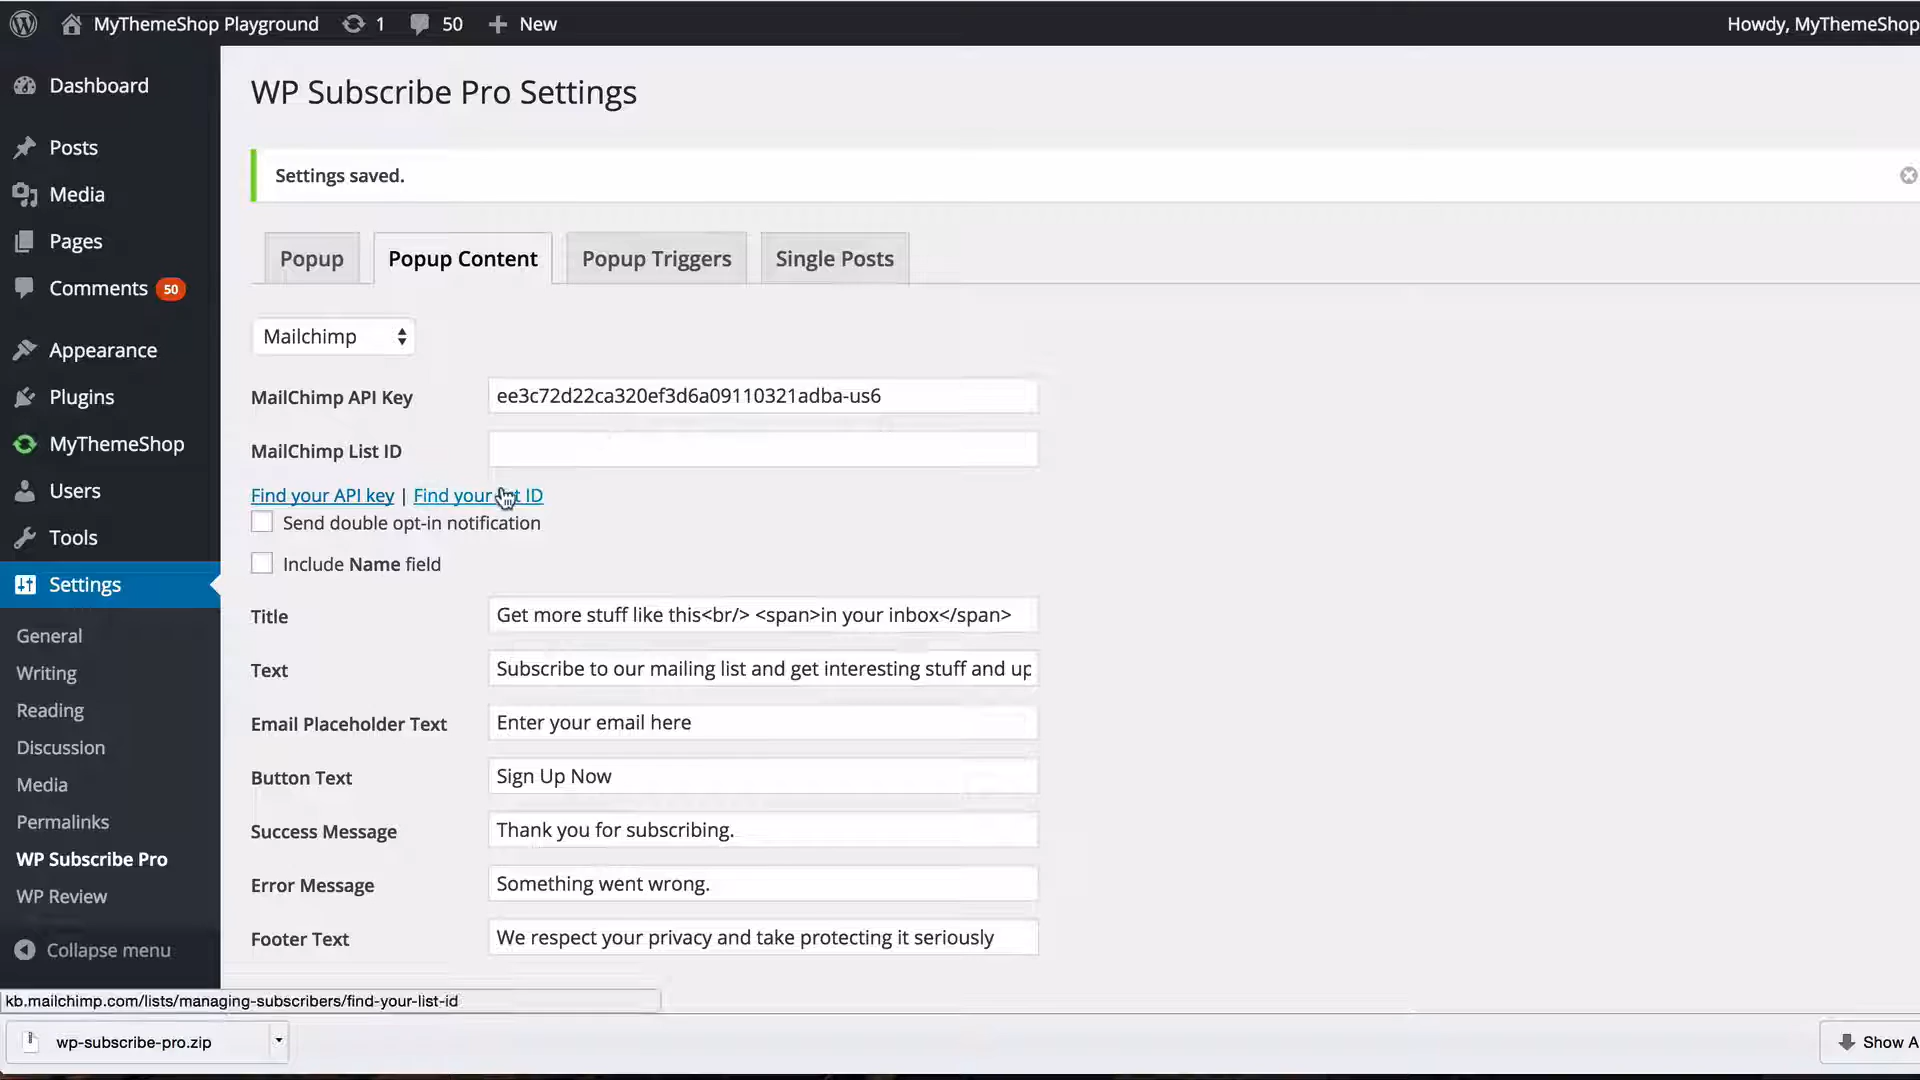 MyThemeShop Playground 1 50 New Howdy, MyThemeShop
Dashboard
Posts
Media
Pages
Comments 50
Appearance
Plugins
MyThemeShop
Users
Tools
Settings
General
Writing
Reading
Discussion
Media
Permalinks
WP Subscribe Pro
WP Review
Collapse menu
WP Subscribe Pro Settings
Settings saved.
Popup Popup Content Popup Triggers Single Posts
Mailchimp
MailChimp API Key ee3c72d22ca320ef3d6a09110321adba-us6
MailChimp List ID
Find your API key | Find your ID
Send double opt-in notification
Include Name field
Title Get more stuff like this<br/> <span>in your inbox</span>
Text Subscribe to our mailing list and get interesting stuff and up
Email Placeholder Text Enter your email here
Button Text Sign Up Now
Success Message Thank you for subscribing.
Error Message Something went wrong.
Footer Text We respect your privacy and take protecting it seriously
kb.mailchimp.com/lists/managing-subscribers/find-your-list-id
wp-subscribe-pro.zip
Show A